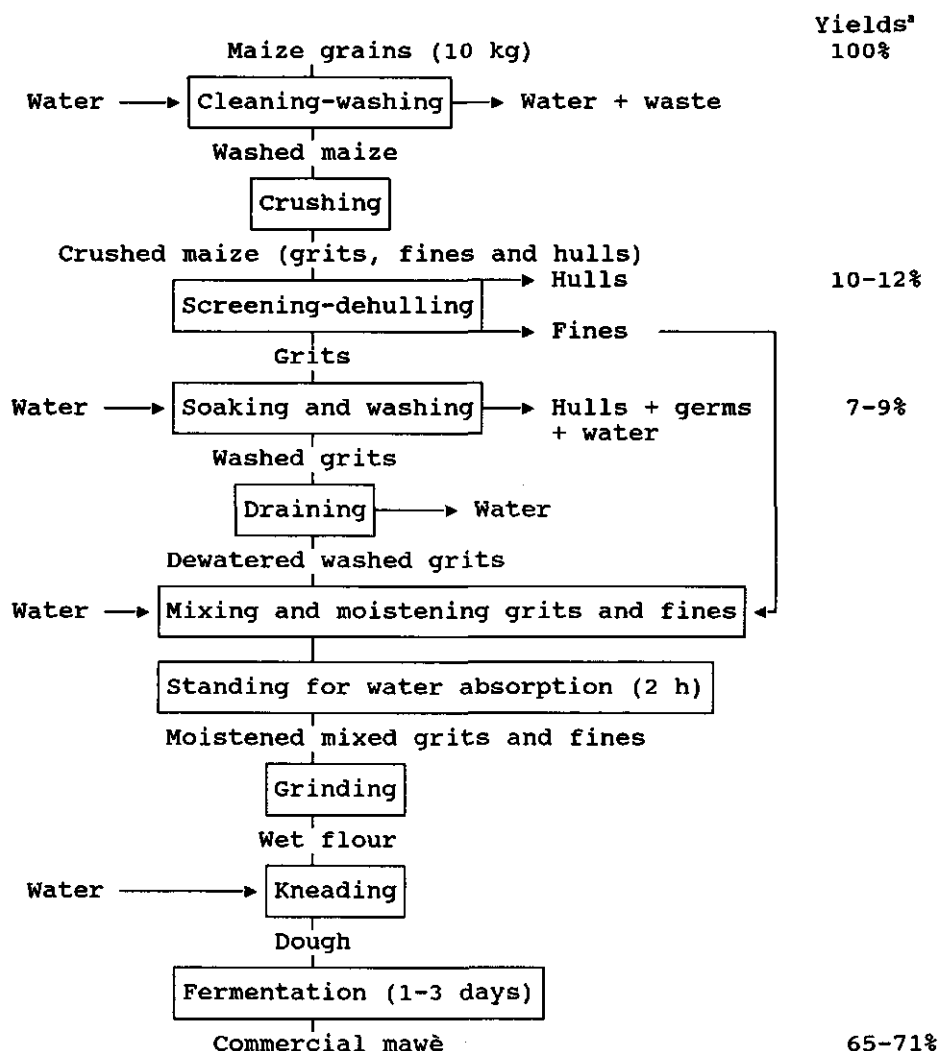 Yieldsᵃ
Maize grains (10 kg) 100%
Water Cleaning-washing Water + waste
Washed maize
Crushing
Crushed maize (grits, fines and hulls)
Hulls 10-12%
Screening-dehulling
Fines
Grits
Water Soaking and washing Hulls + germs 7-9%
+ water
Washed grits
Draining Water
Dewatered washed grits
Water Mixing and moistening grits and fines
Standing for water absorption (2 h)
Moistened mixed grits and fines
Grinding
Wet flour
Water Kneading
Dough
Fermentation (1-3 days)
Commercial mawè 65-71%